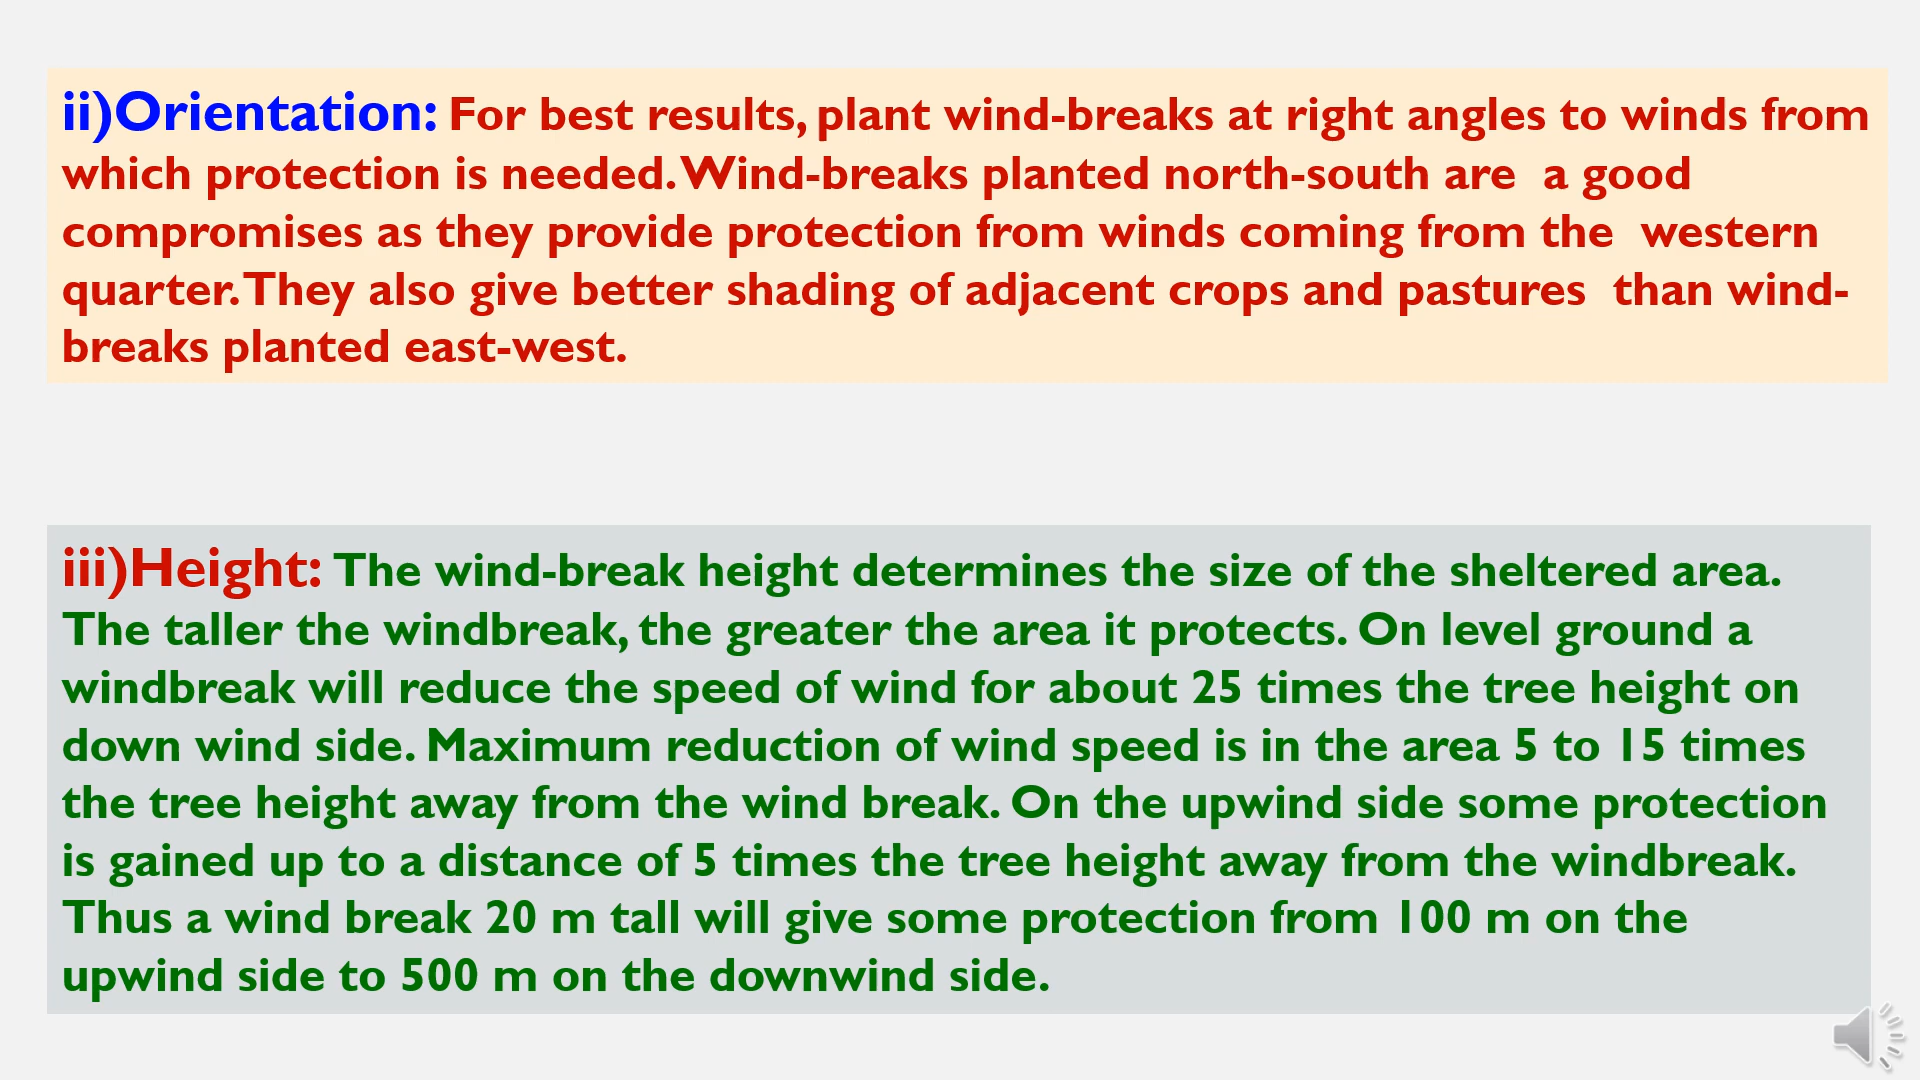 ii)Orientation: For best results, plant wind-breaks at right angles to winds from
which protection is needed. Wind-breaks planted north-south are  a good
compromises as they provide protection from winds coming from the  western
quarter. They also give better shading of adjacent crops and pastures  than wind-
breaks planted east-west.
iii)Height: The wind-break height determines the size of the sheltered area.
The taller the windbreak, the greater the area it protects. On level ground a
windbreak will reduce the speed of wind for about 25 times the tree height on
down wind side. Maximum reduction of wind speed is in the area 5 to 15 times
the tree height away from the wind break. On the upwind side some protection
is gained up to a distance of 5 times the tree height away from the windbreak.
Thus a wind break 20 m tall will give some protection from 100 m on the
upwind side to 500 m on the downwind side.